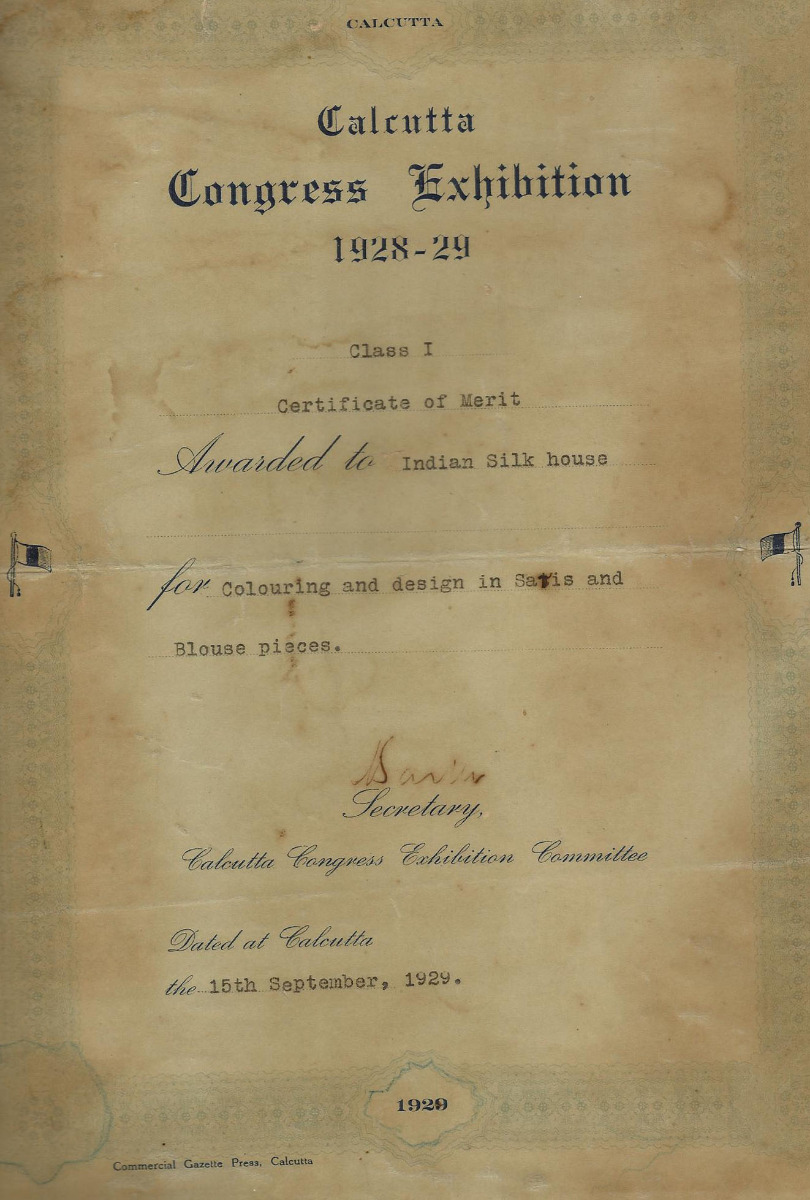 CALCUTTA
Calcutta
Congress Exhibition
1928-29
Class I
Certificate of Merit
Awarded to Indian Silk house
for Colouring and design in Saris and
Blouse pieces.
Secretary,
Calcutta Congress Exhibition Committee
Dated at Calcutta
the 15th September, 1929.
1929
Commercial Gazette Press, Calcutta